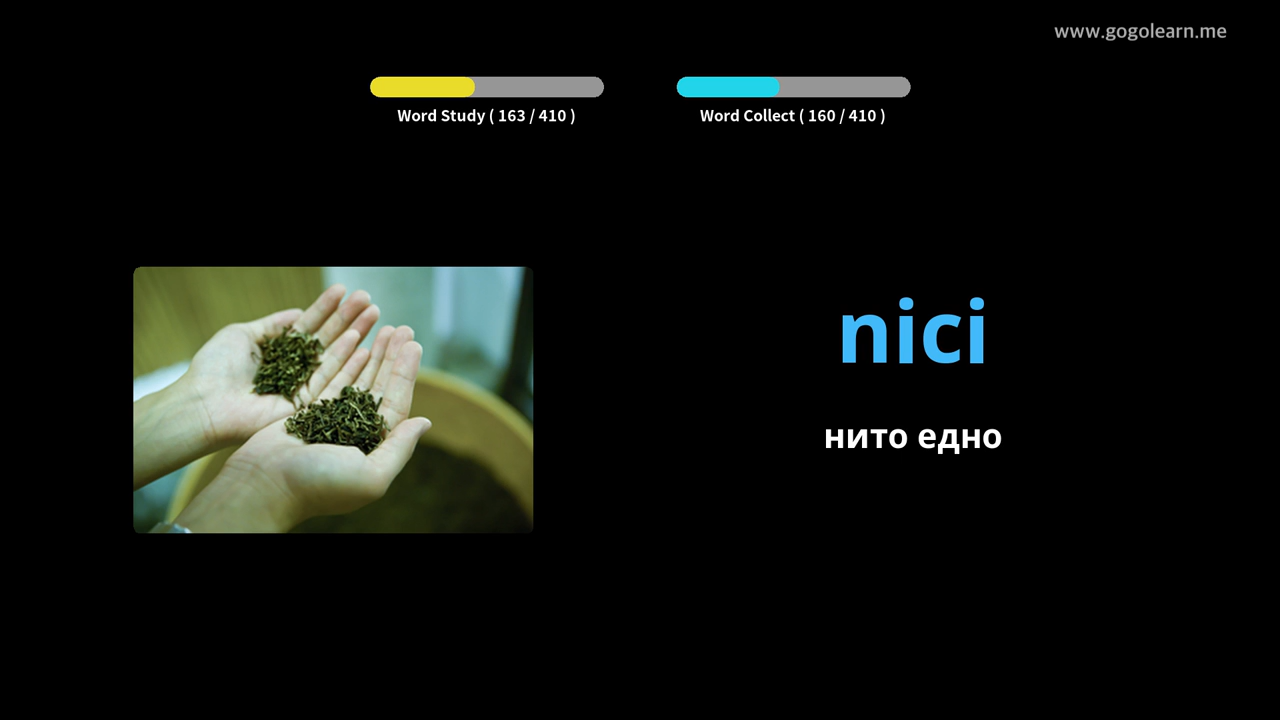 www.gogolearn.me
Word Study ( 163 / 410 )
Word Collect ( 160 / 410 )
nici
нито едно